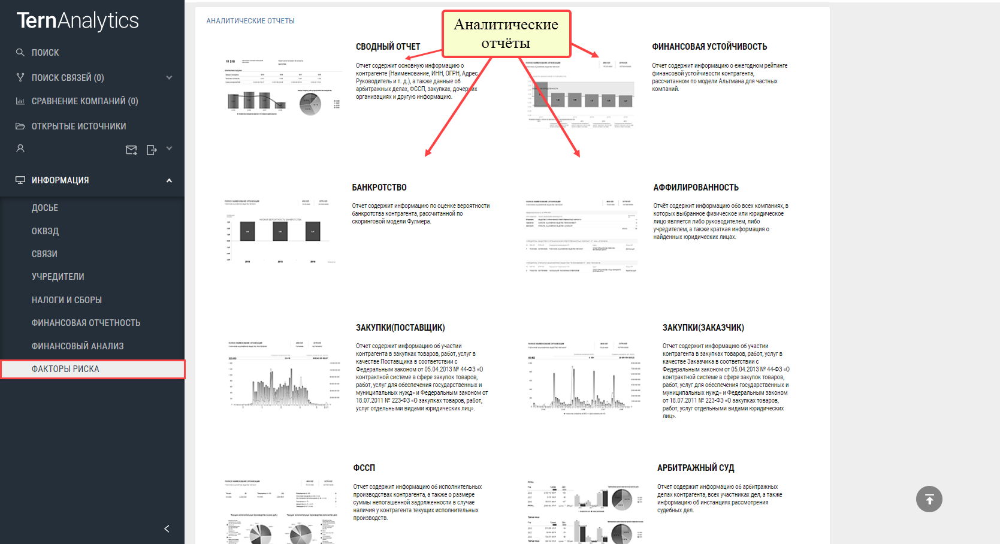 TernAnalytics
ПОИСК
ПОИСК СВЯЗЕЙ (0)
СРАВНЕНИЕ КОМПАНИЙ (0)
ОТКРЫТЫЕ ИСТОЧНИКИ
ИНФОРМАЦИЯ
ДОСЬЕ
ОКВЭД
СВЯЗИ
УЧРЕДИТЕЛИ
НАЛОГИ И СБОРЫ
ФИНАНСОВАЯ ОТЧЕТНОСТЬ
ФИНАНСОВЫЙ АНАЛИЗ
ФАКТОРЫ РИСКА
АНАЛИТИЧЕСКИЕ ОТЧЕТЫ
Аналитические
отчёты
СВОДНЫЙ ОТЧЕТ
Отчет содержит основную информацию о
контрагенте (Наименование, ИНН, ОГРН, Адрес,
Руководитель и т. д.), а также данные об
арбитражных делах, ФССП, закупках, дочерних
организациях и другую информацию.
ФИНАНСОВАЯ УСТОЙЧИВОСТЬ
Отчет содержит информацию о ежегодном рейтинге
финансовой устойчивости контрагента,
рассчитанном по модели Альтмана для частных
компаний.
БАНКРОТСТВО
Отчет содержит информацию по оценке вероятности
банкротства контрагента, рассчитанной по
скоринговой модели Фулмера.
АФФИЛИРОВАННОСТЬ
Отчёт содержит информацию обо всех компаниях, в
которых выбранное физическое или юридическое
лицо является либо руководителем, либо
учредителем, а также краткая информация о
найденных юридических лицах.
ЗАКУПКИ(ПОСТАВЩИК)
Отчет содержит информацию об участии
контрагента в закупках товаров, работ, услуг в
качестве Поставщика в соответствии с
Федеральным законом от 05.04.2013 № 44-ФЗ «О
контрактной системе в сфере закупок товаров,
работ, услуг для обеспечения государственных и
муниципальных нужд» и Федеральным законом от
18.07.2011 № 223-ФЗ «О закупках товаров, работ,
услуг отдельными видами юридических лиц».
ЗАКУПКИ(ЗАКАЗЧИК)
Отчет содержит информацию об участии
контрагента в закупках товаров, работ, услуг в
качестве Заказчика в соответствии с
Федеральным законом от 05.04.2013 № 44-ФЗ «О
контрактной системе в сфере закупок товаров,
работ, услуг для обеспечения государственных и
муниципальных нужд» и Федеральным законом
от 18.07.2011 № 223-ФЗ «О закупках товаров,
работ, услуг отдельными видами юридических
лиц».
ФССП
Отчет содержит информацию об исполнительных
производствах контрагента, а также о размере
суммы непогашенной задолженности в случае
наличия у контрагента текущих исполнительных
производств.
АРБИТРАЖНЫЙ СУД
Отчет содержит информацию об арбитражных
делах контрагента, всех участниках дел, а также
информацию об инстанциях рассмотрения
судебных дел.